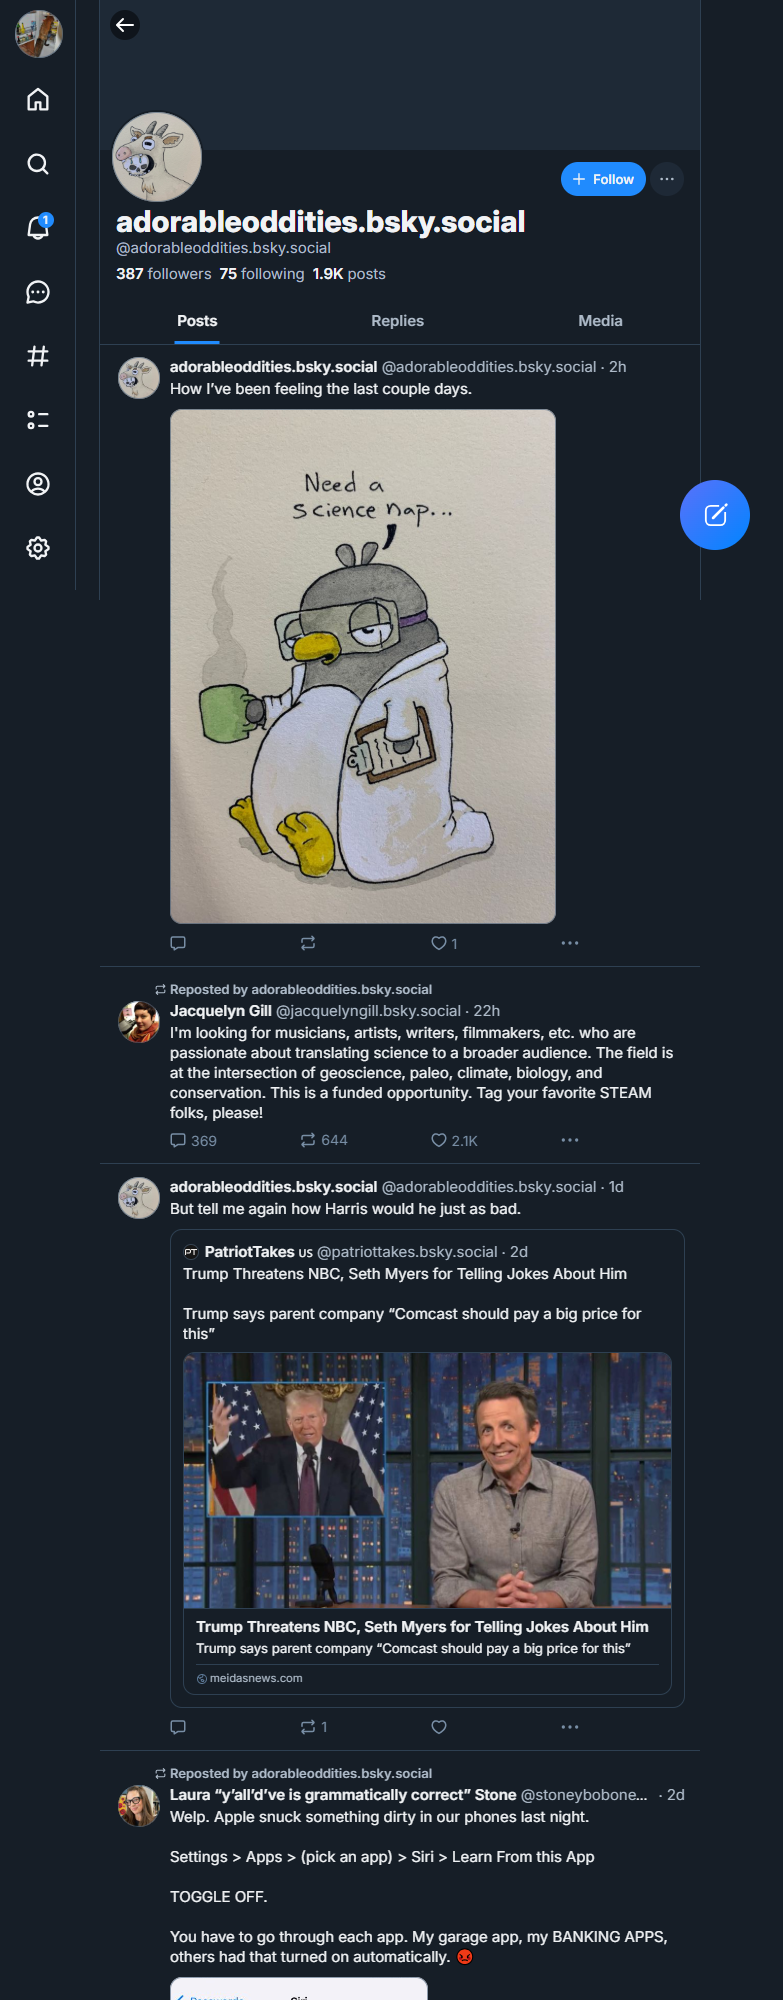 adorableoddities.bsky.social
@adorableoddities.bsky.social
387 followers 75 following 1.9K posts
+ Follow
1
Posts Replies Media
adorableoddities.bsky.social @adorableoddities.bsky.social · 2h
How I've been feeling the last couple days.
Need a
science nap...
1
Reposted by adorableoddities.bsky.social
Jacquelyn Gill @jacquelyngill.bsky.social · 22h
I'm looking for musicians, artists, writers, filmmakers, etc. who are
passionate about translating science to a broader audience. The field is
at the intersection of geoscience, paleo, climate, biology, and
conservation. This is a funded opportunity. Tag your favorite STEAM
folks, please!
369 644 2.1K
adorableoddities.bsky.social @adorableoddities.bsky.social · 1d
But tell me again how Harris would he just as bad.
PT PatriotTakes US @patriottakes.bsky.social · 2d
Trump Threatens NBC, Seth Myers for Telling Jokes About Him
Trump says parent company “Comcast should pay a big price for
this”
Trump Threatens NBC, Seth Myers for Telling Jokes About Him
Trump says parent company “Comcast should pay a big price for this”
meidasnews.com
1
Reposted by adorableoddities.bsky.social
Laura “y'all'd've is grammatically correct” Stone @stoneybobone... · 2d
Welp. Apple snuck something dirty in our phones last night.
Settings > Apps > (pick an app) > Siri > Learn From this App
TOGGLE OFF.
You have to go through each app. My garage app, my BANKING APPS,
others had that turned on automatically. 😡